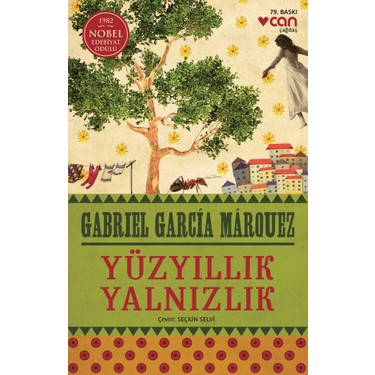 1982
NOBEL
EDEBİYAT
ÖDÜLÜ
79. BASKI
can
çağdaş
GABRIEL GARCÍA MÁRQUEZ
YÜZYILLIK
YALNIZLIK
Çeviri: SEÇKİN SELVİ